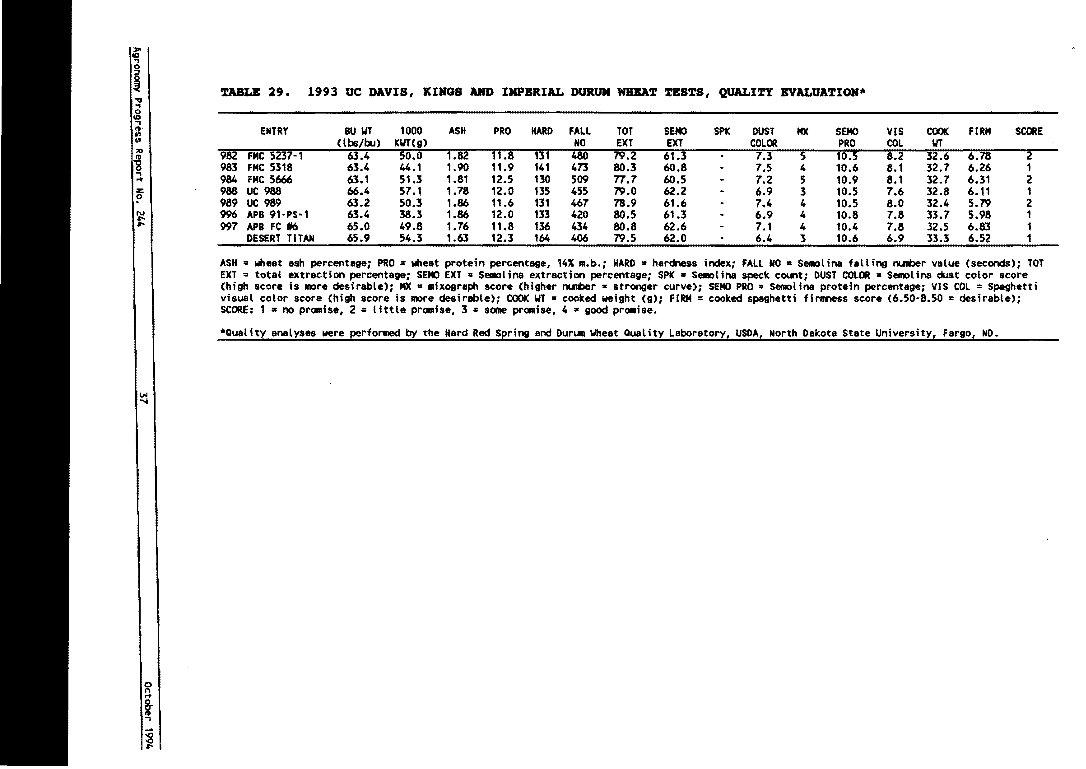 TABLE 29. 1993 UC DAVIS, KINGS AND IMPERIAL DURUM WHEAT TESTS, QUALITY EVALUATION*
ENTRY BU WT 1000 ASH PRO HARD FALL TOT SEMO SPK DUST MX SEMO VIS COOK FIRM SCORE
(lbs/bu) KWT(g) NO EXT EXT COLOR PRO COL WT
982 FMC 5237-1 63.4 50.0 1.82 11.8 131 480 79.2 61.3 - 7.3 5 10.5 8.2 32.6 6.78 2
983 FMC 5318 63.4 44.1 1.90 11.9 141 473 80.3 60.8 - 7.5 4 10.6 8.1 32.7 6.26 1
984 FMC 5666 63.1 51.3 1.81 12.5 130 509 77.7 60.5 - 7.2 5 10.9 8.1 32.7 6.31 2
988 UC 988 66.4 57.1 1.78 12.0 135 455 79.0 62.2 - 6.9 3 10.5 7.6 32.8 6.11 1
989 UC 989 63.2 50.3 1.86 11.6 131 467 78.9 61.6 - 7.4 4 10.5 8.0 32.4 5.79 2
996 APB 91-PS-1 63.4 38.3 1.86 12.0 133 420 80.5 61.3 - 6.9 4 10.8 7.8 33.7 5.98 1
997 APB FC #6 65.0 49.8 1.76 11.8 136 434 80.8 62.6 - 7.1 4 10.4 7.8 32.5 6.83 1
DESERT TITAN 65.9 54.3 1.63 12.3 164 406 79.5 62.0 - 6.4 3 10.6 6.9 33.3 6.52 1
ASH = wheat ash percentage; PRO = wheat protein percentage, 14% m.b.; HARD = hardness index; FALL NO = Semolina falling number value (seconds); TOT
EXT = total extraction percentage; SEMO EXT = Semolina extraction percentage; SPK = Semolina speck count; DUST COLOR = Semolina dust color score
(high score is more desirable); MX = mixograph score (higher number = stronger curve); SEMO PRO = Semolina protein percentage; VIS COL = Spaghetti
visual color score (high score is more desirable); COOK WT = cooked weight (g); FIRM = cooked spaghetti firmness score (6.50-8.50 = desirable);
SCORE: 1 = no promise, 2 = little promise, 3 = some promise, 4 = good promise.
*Quality analyses were performed by the Hard Red Spring and Durum Wheat Quality Laboratory, USDA, North Dakota State University, Fargo, ND.
Agronomy Progress Report No. 244
37
October 1994